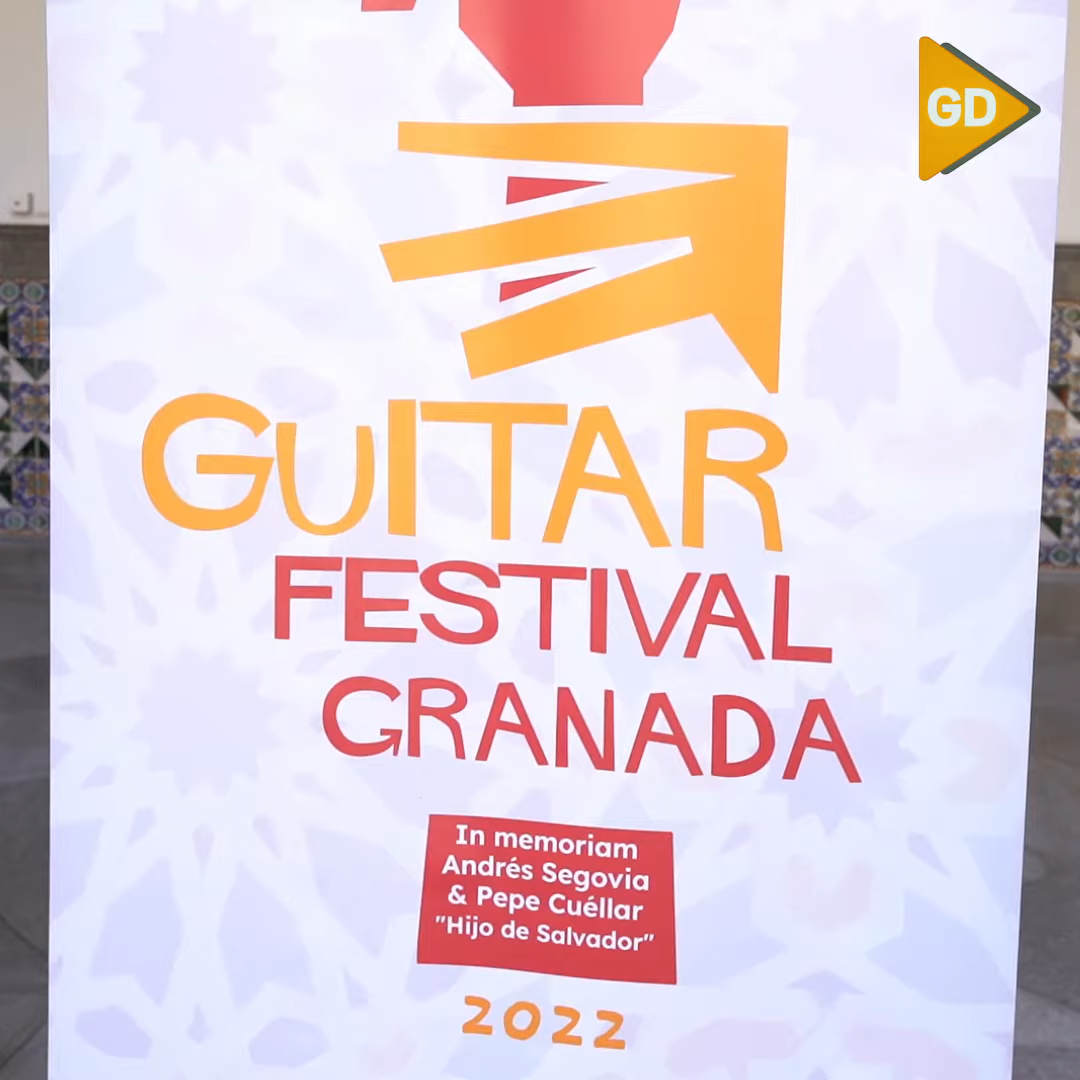 GD
GUITAR
FESTIVAL
GRANADA
In memoriam
Andrés Segovia
& Pepe Cuéllar
"Hijo de Salvador"
2022